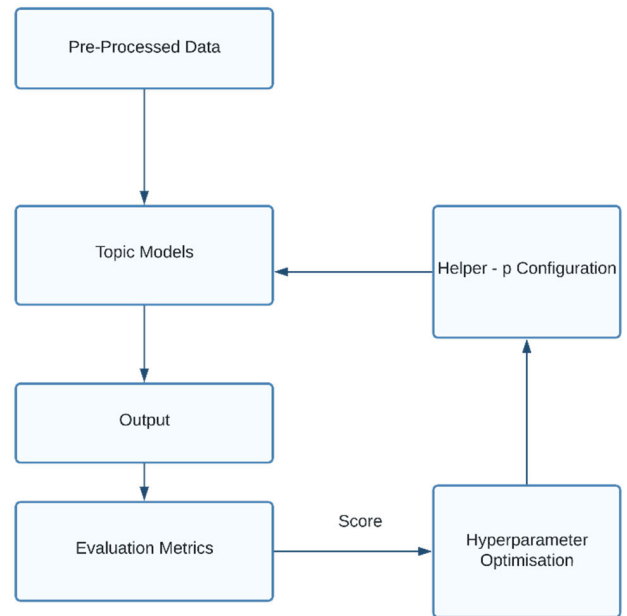 Pre-Processed Data
Topic Models
Helper - p Configuration
Output
Evaluation Metrics
Score
Hyperparameter
Optimisation